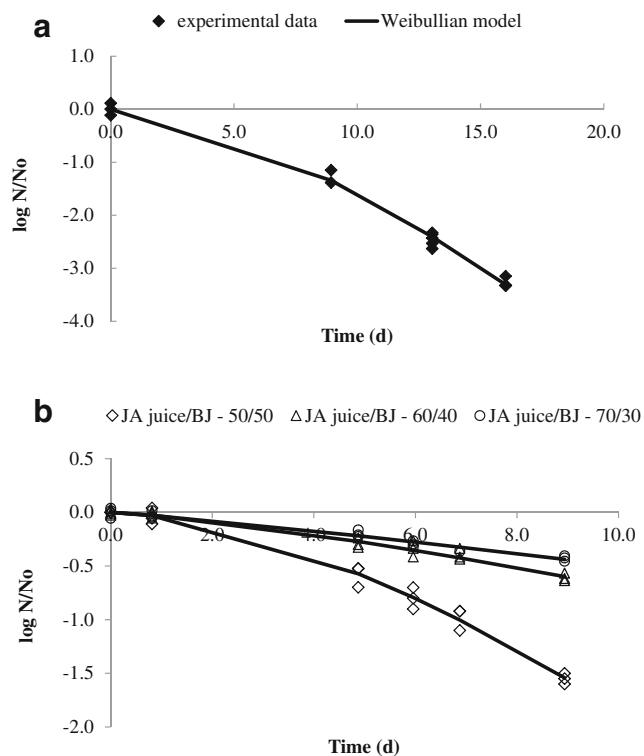 a
experimental data Weibullian model
1.0
0.0
0.0 5.0 10.0 15.0 20.0
-1.0
-2.0
-3.0
-4.0
log N/No
Time (d)
b
JA juice/BJ - 50/50 JA juice/BJ - 60/40 JA juice/BJ - 70/30
0.5
0.0
0.0 2.0 4.0 6.0 8.0 10.0
-0.5
-1.0
-1.5
-2.0
log N/No
Time (d)